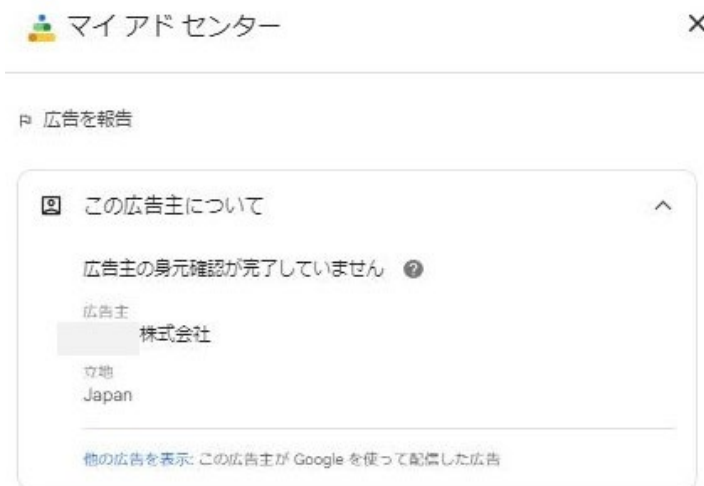 マイ アド センター
広告を報告
この広告主について
広告主の身元確認が完了していません
広告主
株式会社
立地
Japan
他の広告を表示: この広告主が Google を使って配信した広告